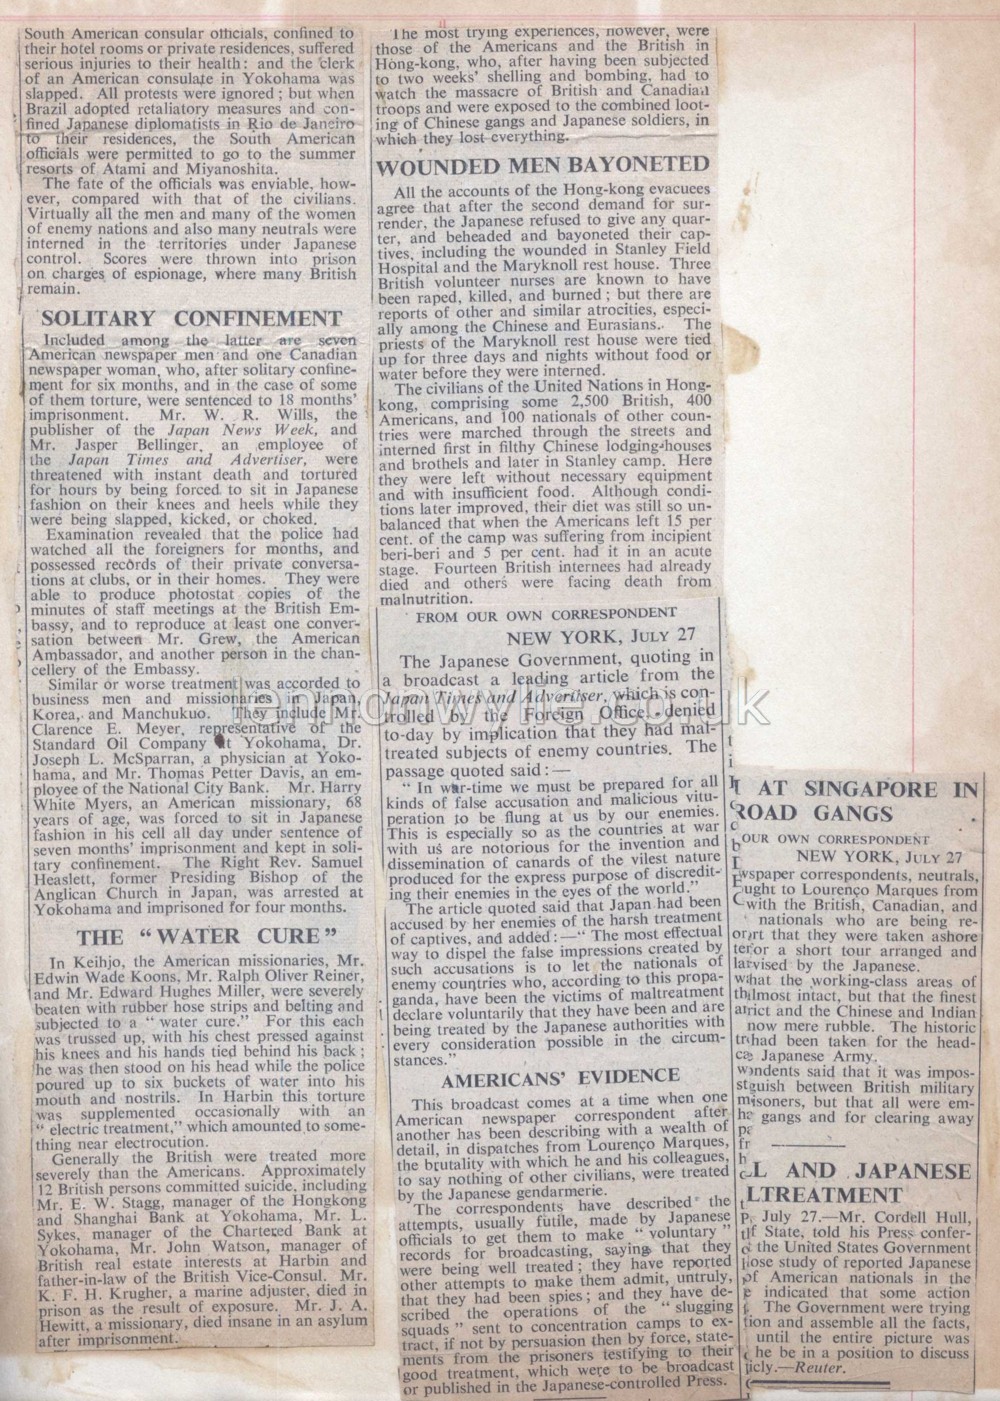 South American consular officials, confined to
their hotel rooms or private residences, suffered
serious injuries to their health: and the clerk
of an American consulate in Yokohama was
slapped. All protests were ignored; but when
Brazil adopted retaliatory measures and con-
fined Japanese diplomatists in Rio de Janeiro
to their residences, the South American
officials were permitted to go to the summer
resorts of Atami and Miyanoshita.
The fate of the officials was enviable, how-
ever, compared with that of the civilians.
Virtually all the men and many of the women
of enemy nations and also many neutrals were
interned in the territories under Japanese
control. Scores were thrown into prison
on charges of espionage, where many British
remain.
SOLITARY CONFINEMENT
Included among the latter are seven
American newspaper men and one Canadian
newspaper woman, who, after solitary confine-
ment for six months, and in the case of some
of them torture, were sentenced to 18 months'
imprisonment. Mr. W. R. Wills, the
publisher of the Japan News Week, and
Mr. Jasper Bellinger, an employee of
the Japan Times and Advertiser, were
threatened with instant death and tortured
for hours by being forced to sit in Japanese
fashion on their knees and heels while they
were being slapped, kicked, or choked.
Examination revealed that the police had
watched all the foreigners for months, and
possessed records of their private conversa-
tions at clubs, or in their homes. They were
able to produce photostat copies of the
minutes of staff meetings at the British Em-
bassy, and to reproduce at least one conver-
sation between Mr. Grew, the American
Ambassador, and another person in the chan-
cellery of the Embassy.
Similar or worse treatment was accorded to
business men and missionaries in Japan,
Korea, and Manchukuo. They include Mr.
Clarence E. Meyer, representative of the
Standard Oil Company at Yokohama, Dr.
Joseph L. McSparran, a physician at Yoko-
hama, and Mr. Thomas Petter Davis, an em-
ployee of the National City Bank. Mr. Harry
White Myers, an American missionary, 68
years of age, was forced to sit in Japanese
fashion in his cell all day under sentence of
seven months' imprisonment and kept in soli-
tary confinement. The Right Rev. Samuel
Heaslett, former Presiding Bishop of the
Anglican Church in Japan, was arrested at
Yokohama and imprisoned for four months.
THE "WATER CURE"
In Keihjo, the American missionaries, Mr.
Edwin Wade Koons, Mr. Ralph Oliver Reiner,
and Mr. Edward Hughes Miller, were severely
beaten with rubber hose strips and belting and
subjected to a "water cure." For this each
was trussed up, with his chest pressed against
his knees and his hands tied behind his back;
he was then stood on his head while the police
poured up to six buckets of water into his
mouth and nostrils. In Harbin this torture
was supplemented occasionally with an
"electric treatment," which amounted to some-
thing near electrocution.
Generally the British were treated more
severely than the Americans. Approximately
12 British persons committed suicide, including
Mr. E. W. Stagg, manager of the Hongkong
and Shanghai Bank at Yokohama, Mr. L.
Sykes, manager of the Chartered Bank at
Yokohama, Mr. John Watson, manager of
British real estate interests at Harbin and
father-in-law of the British Vice-Consul. Mr.
K. F. H. Krugher, a marine adjuster, died in
prison as the result of exposure. Mr. J. A.
Hewitt, a missionary, died insane in an asylum
after imprisonment.
The most trying experiences, however, were
those of the Americans and the British in
Hong-kong, who, after having been subjected
to two weeks' shelling and bombing, had to
watch the massacre of British and Canadian
troops and were exposed to the combined loot-
ing of Chinese gangs and Japanese soldiers, in
which they lost everything.
WOUNDED MEN BAYONETED
All the accounts of the Hong-kong evacuees
agree that after the second demand for sur-
render, the Japanese refused to give any quar-
ter, and beheaded and bayoneted their cap-
tives, including the wounded in Stanley Field
Hospital and the Maryknoll rest house. Three
British volunteer nurses are known to have
been raped, killed, and burned; but there are
reports of other and similar atrocities, especi-
ally among the Chinese and Eurasians. The
priests of the Maryknoll rest house were tied
up for three days and nights without food or
water before they were interned.
The civilians of the United Nations in Hong-
kong, comprising some 2,500 British, 400
Americans, and 100 nationals of other coun-
tries were marched through the streets and
interned first in filthy Chinese lodging-houses
and brothels and later in Stanley camp. Here
they were left without necessary equipment
and with insufficient food. Although condi-
tions later improved, their diet was still so un-
balanced that when the Americans left 15 per
cent. of the camp was suffering from incipient
beri-beri and 5 per cent. had it in an acute
stage. Fourteen British internees had already
died and others were facing death from
malnutrition.
FROM OUR OWN CORRESPONDENT
NEW YORK, JULY 27
The Japanese Government, quoting in
a broadcast a leading article from the
Japan Times and Advertiser, which is con-
trolled by the Foreign Office, denied
to-day by implication that they had mal-
treated subjects of enemy countries. The
passage quoted said:—
"In war-time we must be prepared for all
kinds of false accusation and malicious vitu-
peration to be flung at us by our enemies.
This is especially so as the countries at war
with us are notorious for the invention and
dissemination of canards of the vilest nature
produced for the express purpose of discredit-
ing their enemies in the eyes of the world."
The article quoted said that Japan had been
accused by her enemies of the harsh treatment
of captives, and added:—"The most effectual
way to dispel the false impressions created by
such accusations is to let the nationals of
enemy countries who, according to this propa-
ganda, have been the victims of maltreatment
declare voluntarily that they have been and are
being treated by the Japanese authorities with
every consideration possible in the circum-
stances."
AMERICANS' EVIDENCE
This broadcast comes at a time when one
American newspaper correspondent after
another has been describing with a wealth of
detail, in dispatches from Lourenço Marques,
the brutality with which he and his colleagues,
to say nothing of other civilians, were treated
by the Japanese gendarmerie.
The correspondents have described the
attempts, usually futile, made by Japanese
officials to get them to make "voluntary"
records for broadcasting, saying that they
were being well treated; they have reported
other attempts to make them admit, untruly,
that they had been spies; and they have de-
scribed the operations of the "slugging
squads" sent to concentration camps to ex-
tract, if not by persuasion then by force, state-
ments from the prisoners testifying to their
good treatment, which were to be broadcast
or published in the Japanese-controlled Press.
AT SINGAPORE IN
ROAD GANGS
OUR OWN CORRESPONDENT
NEW YORK, JULY 27
wspaper correspondents, neutrals,
ught to Lourenço Marques from
with the British, Canadian, and
nationals who are being re-
ort that they were taken ashore
or a short tour arranged and
vised by the Japanese.
hat the working-class areas of
lmost intact, but that the finest
rict and the Chinese and Indian
now mere rubble. The historic
had been taken for the head-
Japanese Army.
ndents said that it was impos-
guish between British military
isoners, but that all were em-
gangs and for clearing away
L AND JAPANESE
LTREATMENT
July 27.—Mr. Cordell Hull,
f State, told his Press confer-
the United States Government
lose study of reported Japanese
of American nationals in the
indicated that some action
The Government were trying
tion and assemble all the facts,
until the entire picture was
he be in a position to discuss
icly.—Reuter.
lennonwylie.co.uk